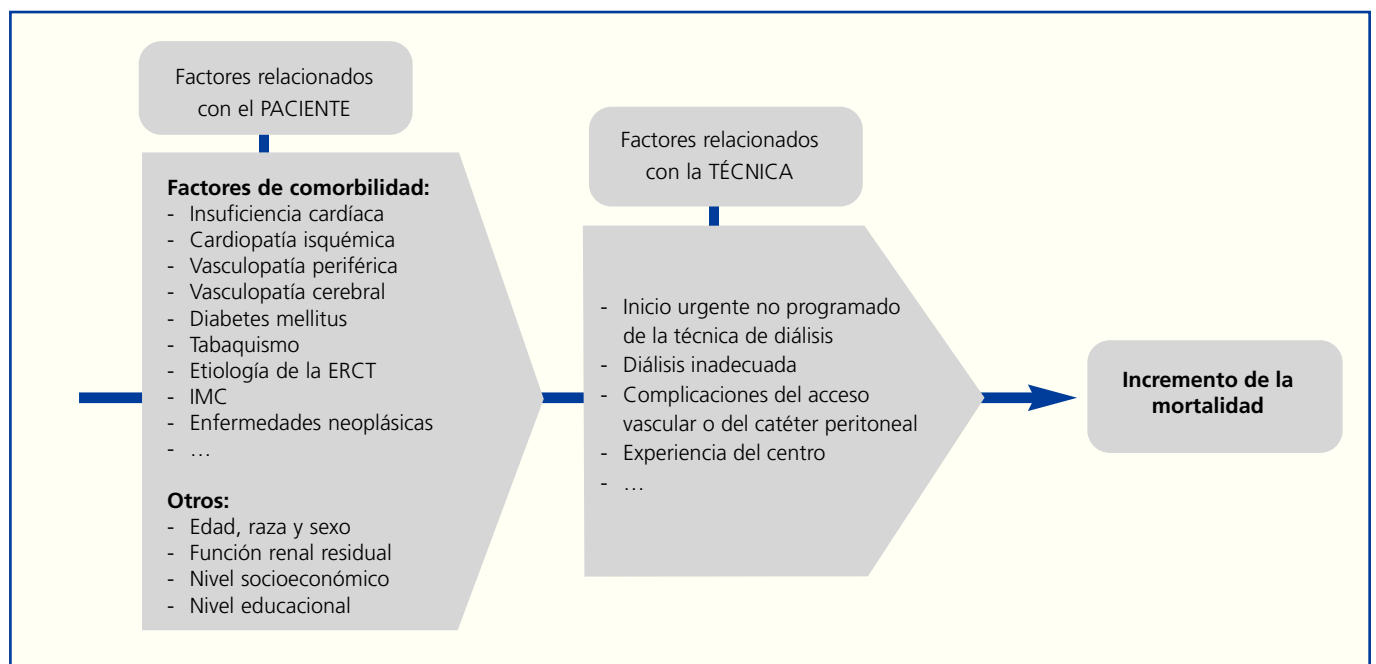 Factores relacionados
con el PACIENTE
Factores de comorbilidad:
- Insuficiencia cardíaca
- Cardiopatía isquémica
- Vasculopatía periférica
- Vasculopatía cerebral
- Diabetes mellitus
- Tabaquismo
- Etiología de la ERCT
- IMC
- Enfermedades neoplásicas
- …
Otros:
- Edad, raza y sexo
- Función renal residual
- Nivel socioeconómico
- Nivel educacional
Factores relacionados
con la TÉCNICA
- Inicio urgente no programado
de la técnica de diálisis
- Diálisis inadecuada
- Complicaciones del acceso
vascular o del catéter peritoneal
- Experiencia del centro
- …
Incremento de la
mortalidad